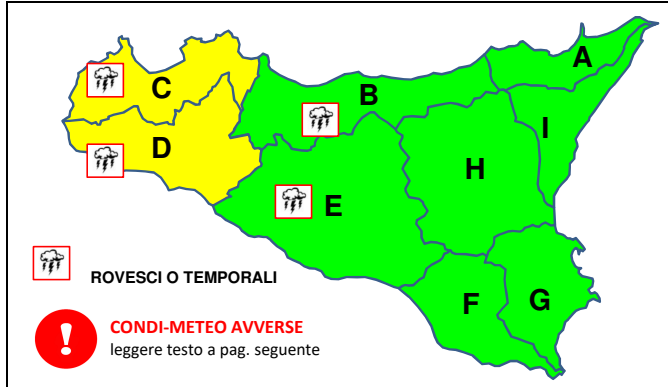 A
C
B
I
D
H
E
F
G
ROVESCI O TEMPORALI
! CONDI-METEO AVVERSE
leggere testo a pag. seguente